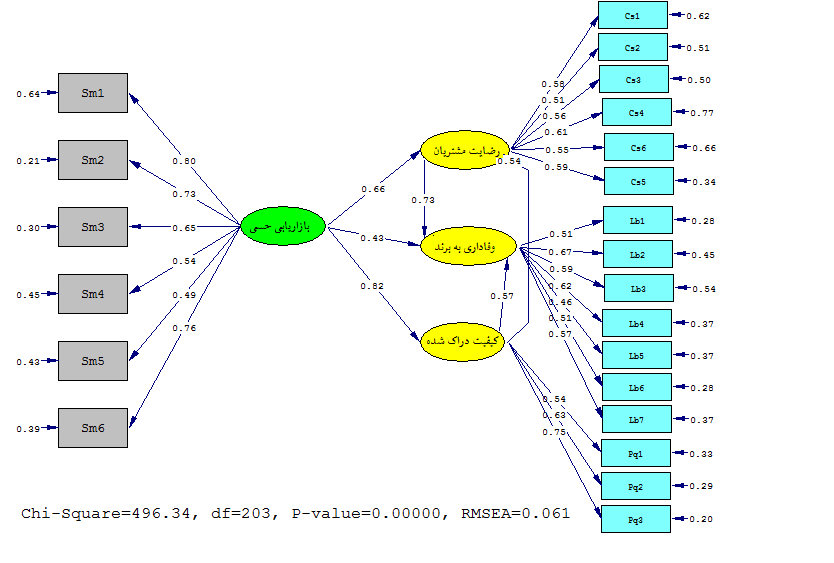 0.64 Sm1
0.21 Sm2
0.30 Sm3
0.45 Sm4
0.43 Sm5
0.39 Sm6
0.80
0.73
0.65
0.54
0.49
0.76
بازاریابی حسی
0.66
0.43
0.82
رضایت مشتریان
0.73
وفاداری به برند
0.57
کیفیت دراک شده
0.54
0.58
0.51
0.56
0.61
0.55
0.59
0.51
0.67
0.59
0.62
0.46
0.51
0.57
0.54
0.63
0.75
Cs1 0.62
Cs2 0.51
Cs3 0.50
Cs4 0.77
Cs6 0.66
Cs5 0.34
Lb1 0.28
Lb2 0.45
Lb3 0.54
Lb4 0.37
Lb5 0.37
Lb6 0.28
Lb7 0.37
Pq1 0.33
Pq2 0.29
Pq3 0.20
Chi-Square=496.34, df=203, P-value=0.00000, RMSEA=0.061